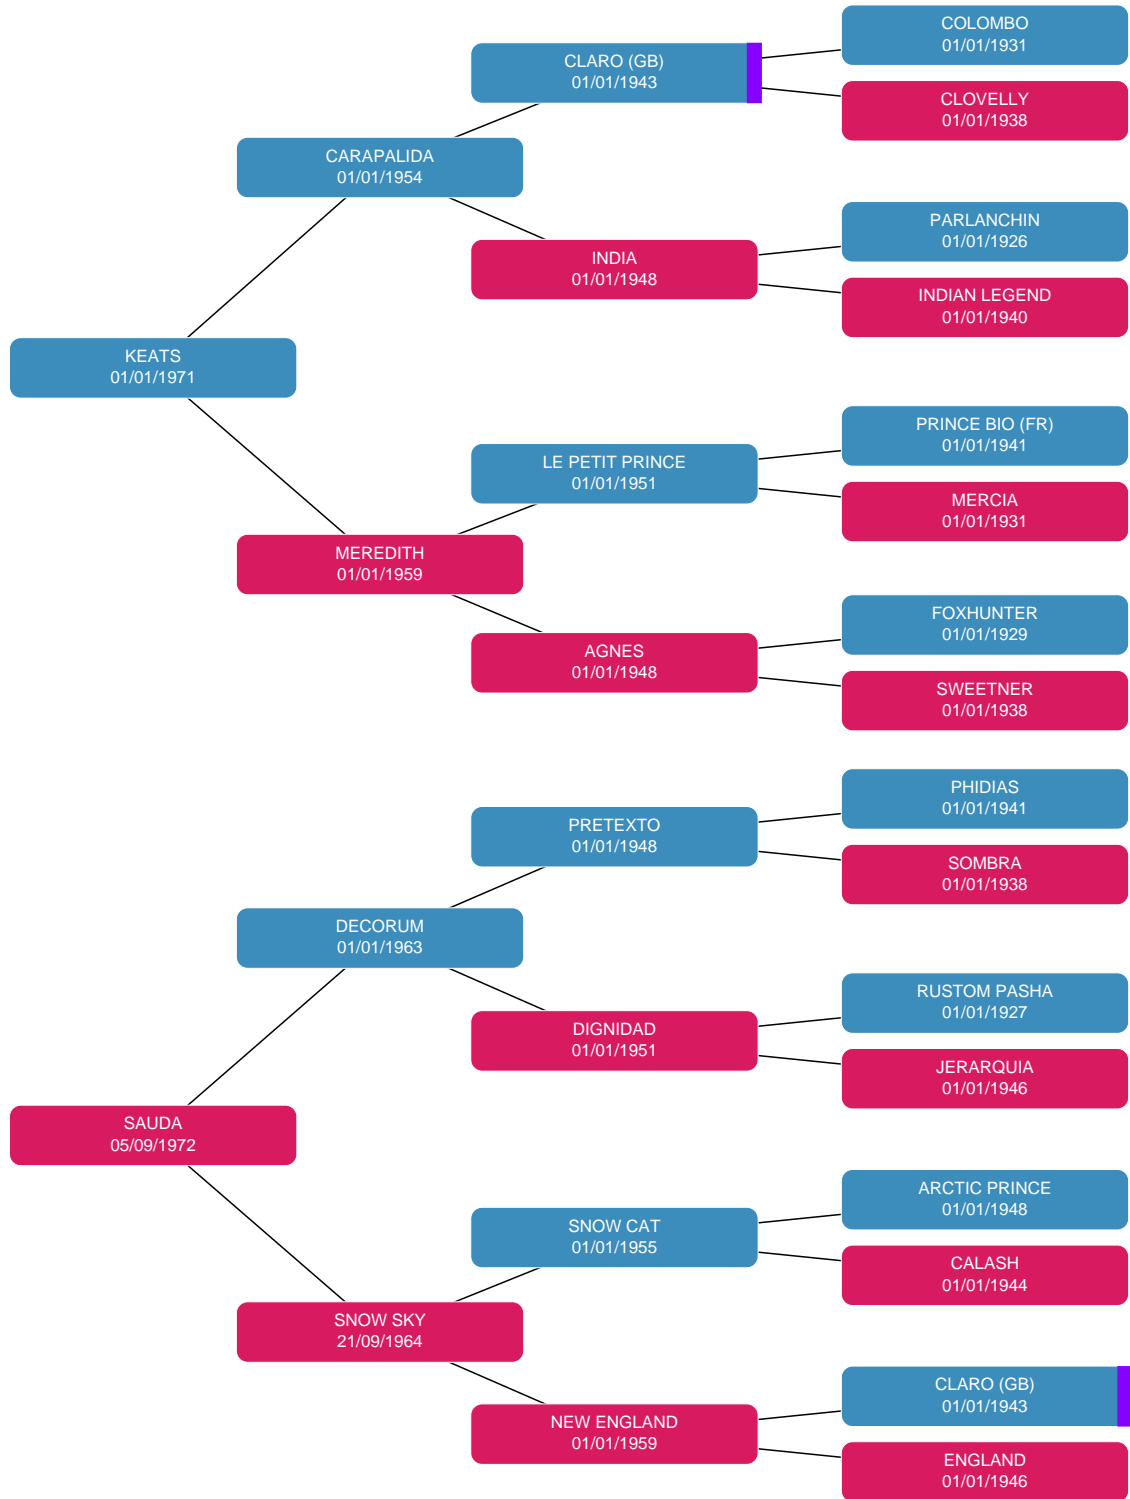 COLOMBO
01/01/1931
CLARO (GB)
01/01/1943
CLOVELLY
01/01/1938
CARAPALIDA
01/01/1954
PARLANCHIN
01/01/1926
INDIA
01/01/1948
INDIAN LEGEND
01/01/1940
KEATS
01/01/1971
PRINCE BIO (FR)
01/01/1941
LE PETIT PRINCE
01/01/1951
MERCIA
01/01/1931
MEREDITH
01/01/1959
FOXHUNTER
01/01/1929
AGNES
01/01/1948
SWEETNER
01/01/1938
PHIDIAS
01/01/1941
PRETEXTO
01/01/1948
SOMBRA
01/01/1938
DECORUM
01/01/1963
RUSTOM PASHA
01/01/1927
DIGNIDAD
01/01/1951
JERARQUIA
01/01/1946
SAUDA
05/09/1972
ARCTIC PRINCE
01/01/1948
SNOW CAT
01/01/1955
CALASH
01/01/1944
SNOW SKY
21/09/1964
CLARO (GB)
01/01/1943
NEW ENGLAND
01/01/1959
ENGLAND
01/01/1946